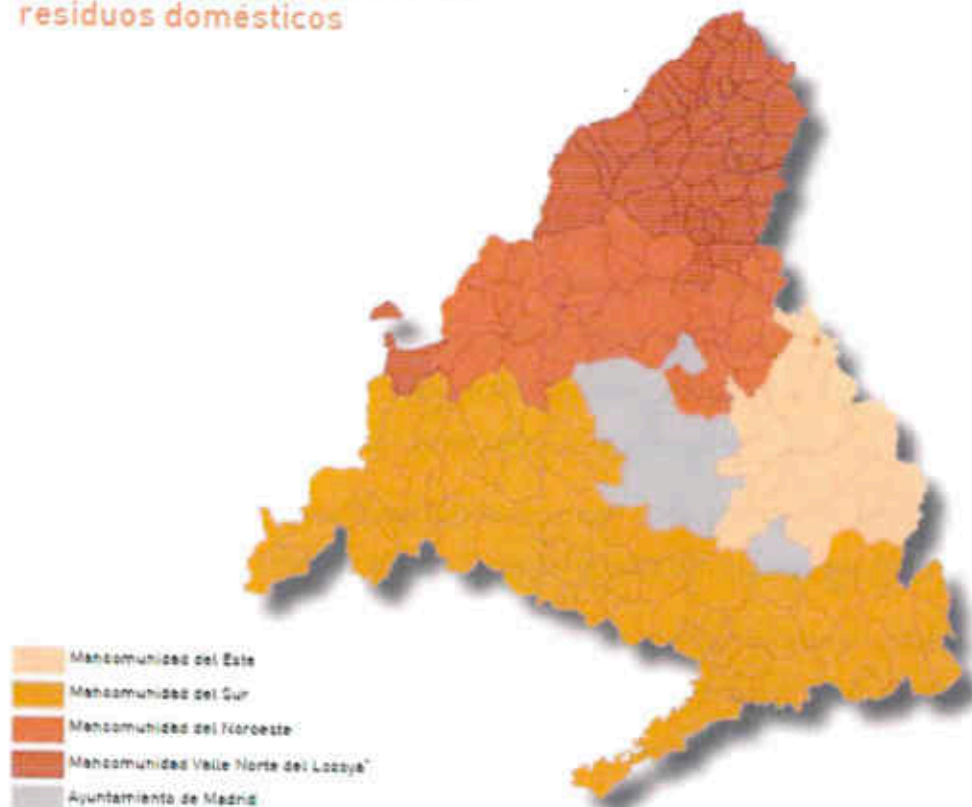 residuos domésticos
Mancomunidad del Este
Mancomunidad del Sur
Mancomunidad del Noroeste
Mancomunidad Valle Norte del Lozoya*
Ayuntamiento de Madrid